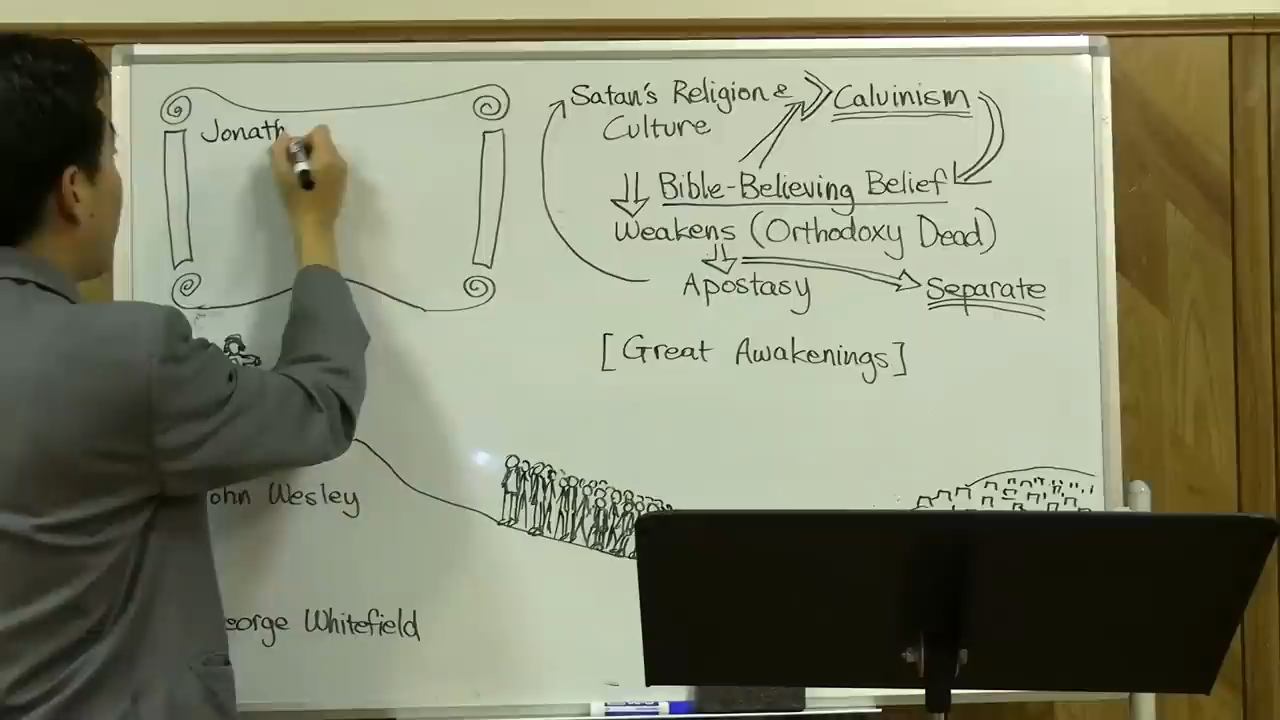 Jonath
Satan's Religion &
Culture
Calvinism
Bible-Believing Belief
Weakens (Orthodoxy Dead)
Apostasy
Separate
[Great Awakenings]
ohn Wesley
eorge Whitefield